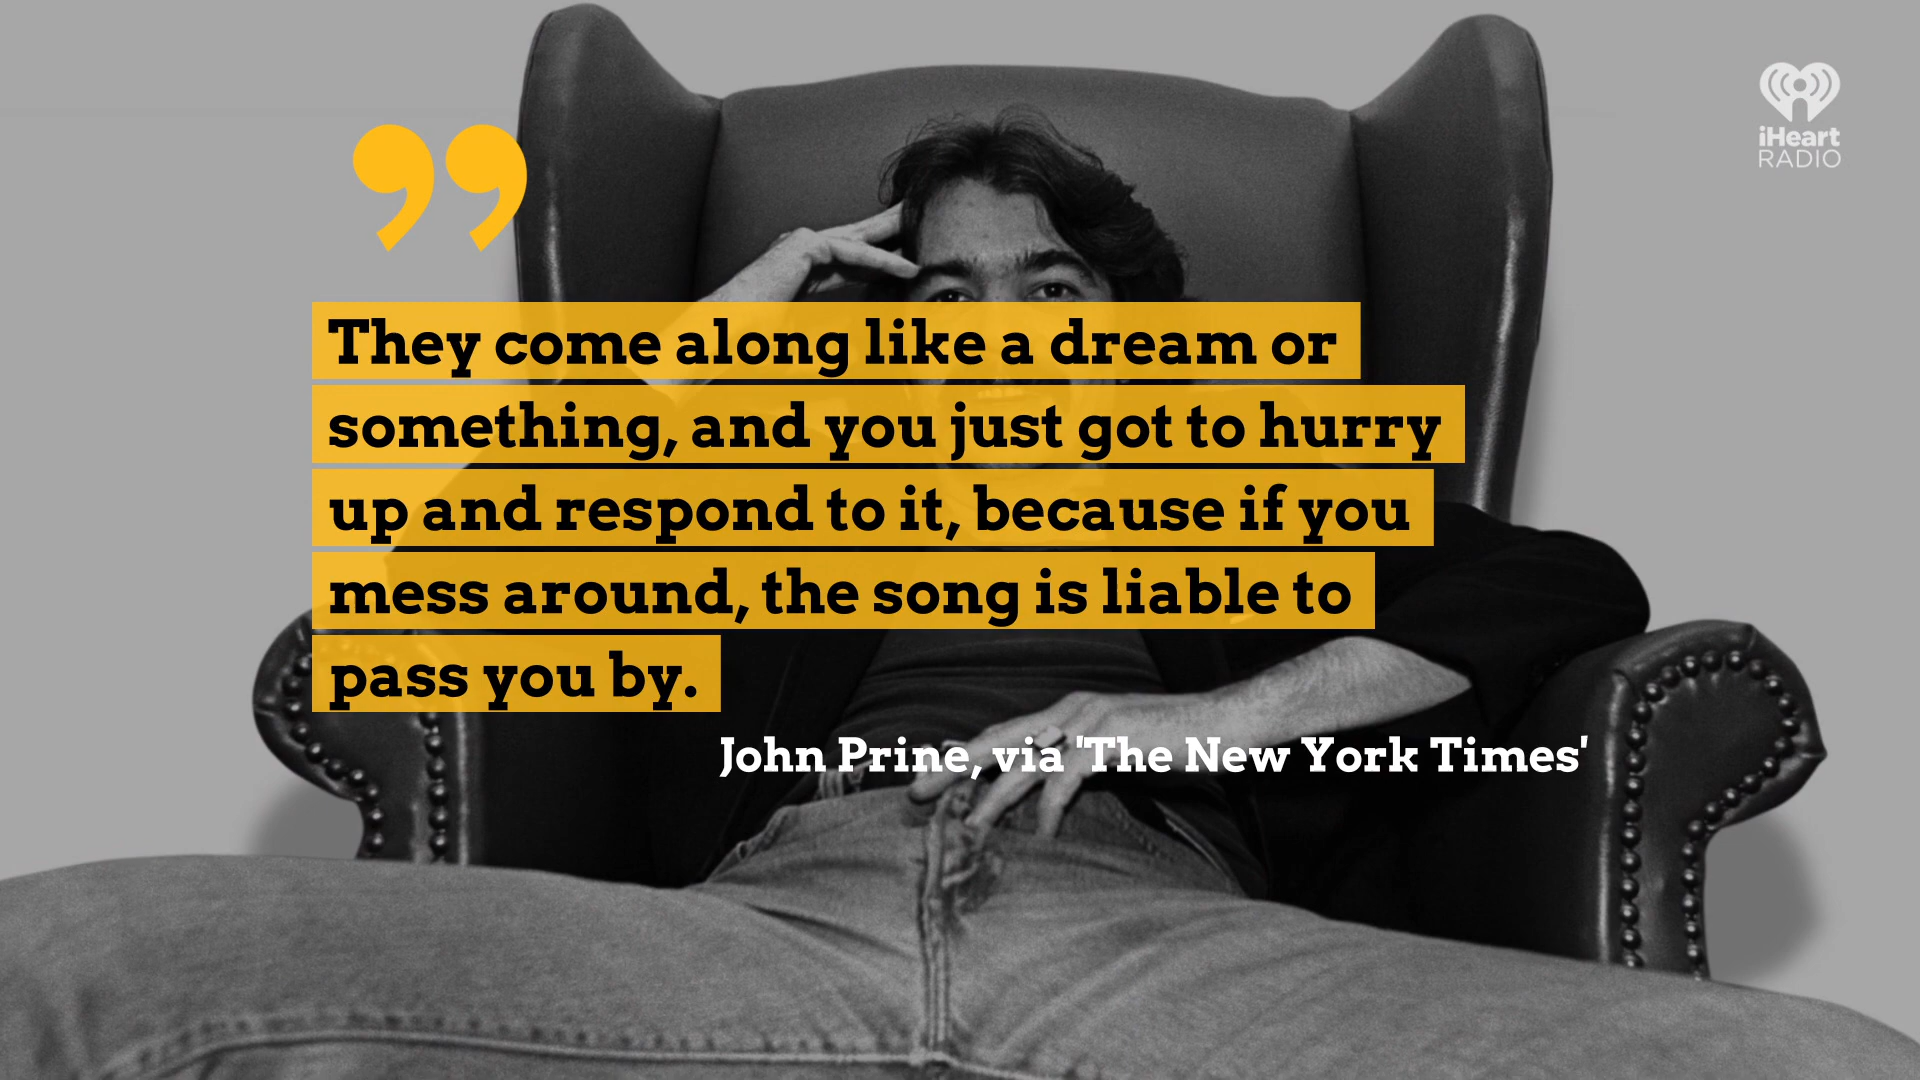 iHeart
RADIO
”
They come along like a dream or
something, and you just got to hurry
up and respond to it, because if you
mess around, the song is liable to
pass you by.
John Prine, via 'The New York Times'